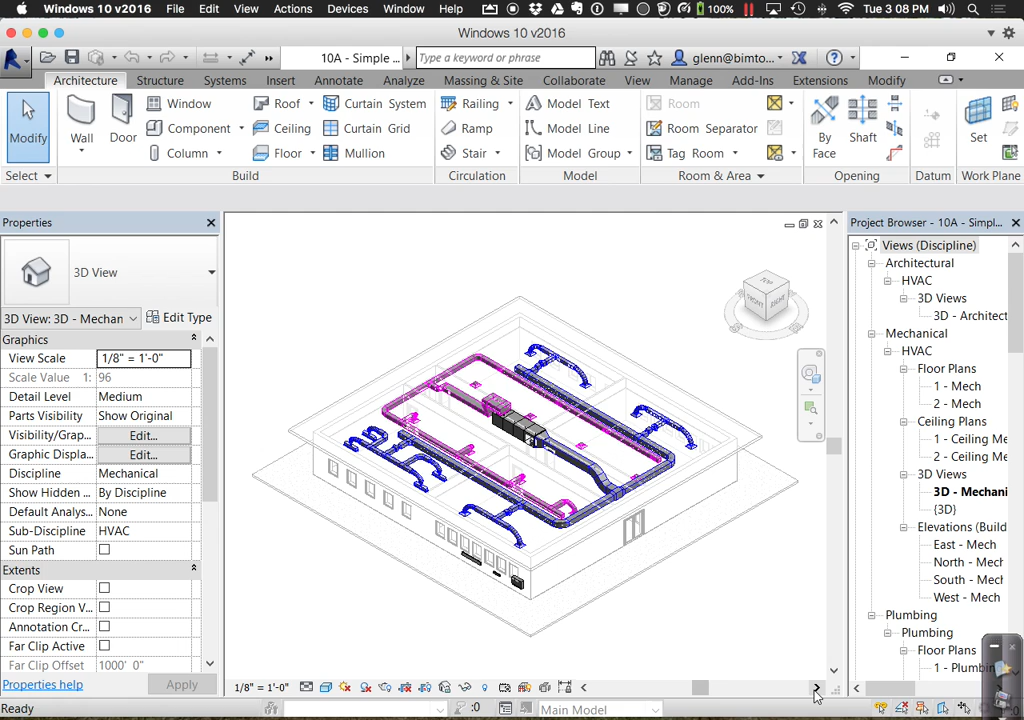 Windows 10 v2016 File Edit View Actions Devices Window Help 100% Tue 3:08 PM
Windows 10 v2016
10A - Simple ... Type a keyword or phrase glenn@bimto...
Architecture Structure Systems Insert Annotate Analyze Massing & Site Collaborate View Manage Add-Ins Extensions Modify
Modify
Wall
Door
Window
Component
Column
Roof
Ceiling
Floor
Curtain System
Curtain Grid
Mullion
Railing
Ramp
Stair
Model Text
Model Line
Model Group
Room
Room Separator
Tag Room
By Face
Shaft
Set
Select Build Circulation Model Room & Area Opening Datum Work Plane
Properties
3D View
3D View: 3D - Mechan Edit Type
Graphics
View Scale 1/8" = 1'-0"
Scale Value 1: 96
Detail Level Medium
Parts Visibility Show Original
Visibility/Grap... Edit...
Graphic Displa... Edit...
Discipline Mechanical
Show Hidden ... By Discipline
Default Analys... None
Sub-Discipline HVAC
Sun Path
Extents
Crop View
Crop Region V...
Annotation Cr...
Far Clip Active
Far Clip Offset 1000' 0"
Properties help Apply
TOP
FRONT
RIGHT
1/8" = 1'-0"
Project Browser - 10A - Simpl...
Views (Discipline)
Architectural
HVAC
3D Views
3D - Architect
Mechanical
HVAC
Floor Plans
1 - Mech
2 - Mech
Ceiling Plans
1 - Ceiling Me
2 - Ceiling Me
3D Views
3D - Mechani
{3D}
Elevations (Build
East - Mech
North - Mech
South - Mech
West - Mech
Plumbing
Plumbing
Floor Plans
1 - Plumbin
Ready :0 Main Model